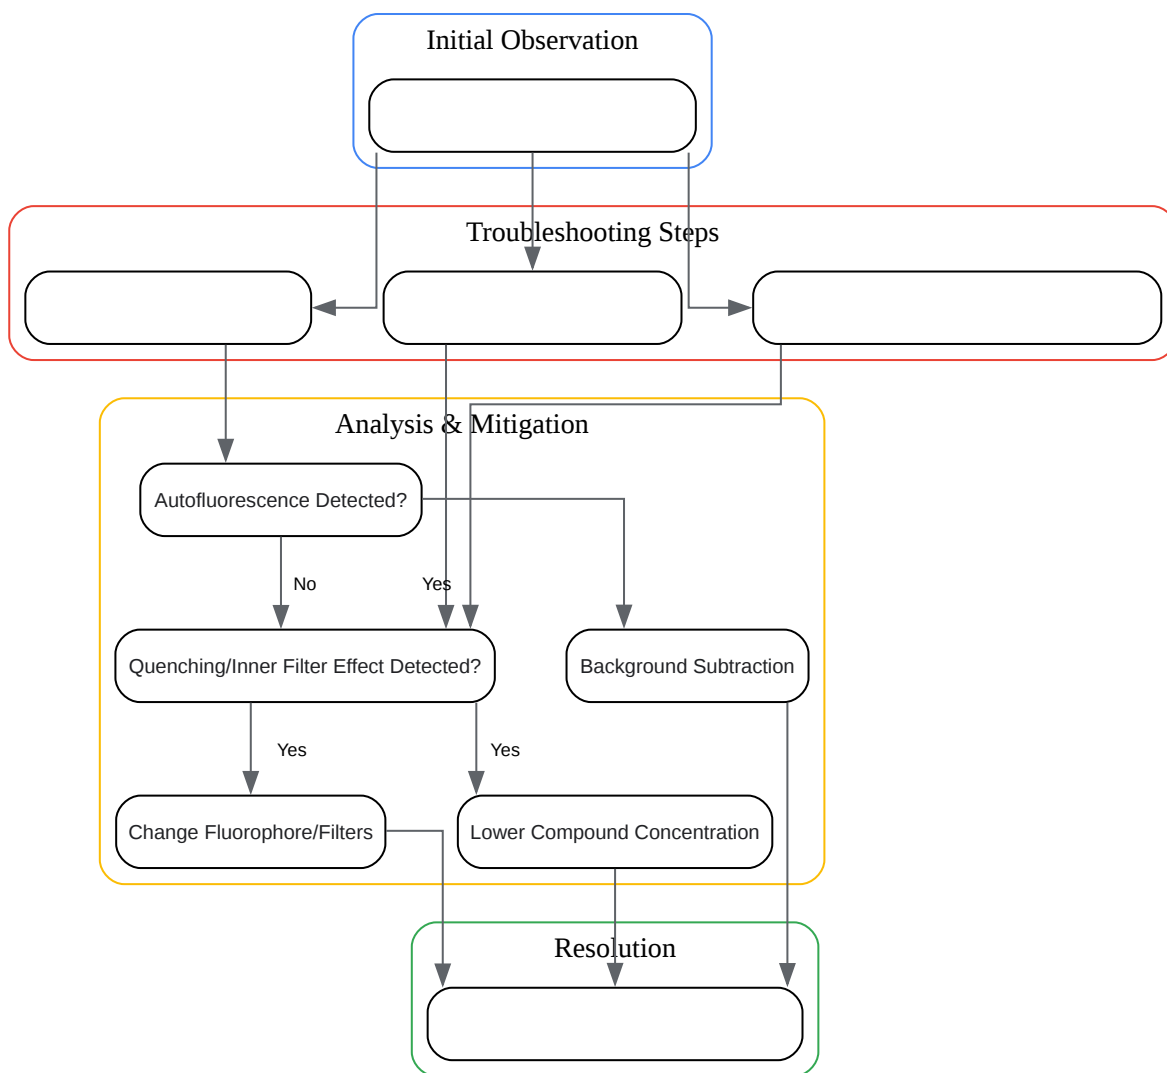 Initial Observation
Troubleshooting Steps
Analysis & Mitigation
Autofluorescence Detected?
No
Yes
Quenching/Inner Filter Effect Detected?
Background Subtraction
Yes
Yes
Change Fluorophore/Filters
Lower Compound Concentration
Resolution